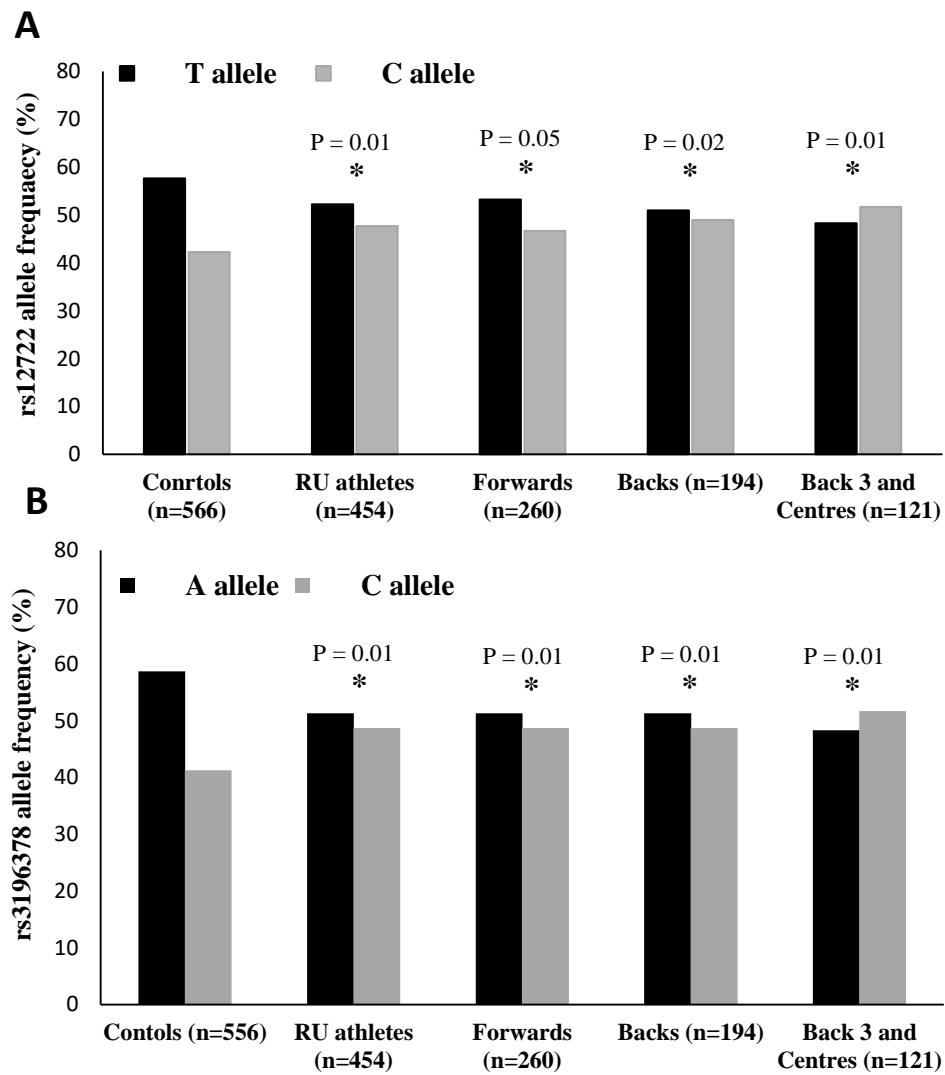 A
T allele C allele
rs12722 allele frequaecy (%)
80
70
60
50
40
30
20
10
0
P = 0.01
*
P = 0.05
*
P = 0.02
*
P = 0.01
*
Conrtols
(n=566)
RU athletes
(n=454)
Forwards
(n=260)
Backs (n=194)
Back 3 and
Centres (n=121)
B
A allele C allele
rs3196378 allele frequency (%)
80
70
60
50
40
30
20
10
0
P = 0.01
*
P = 0.01
*
P = 0.01
*
P = 0.01
*
Contols (n=556)
RU athletes
(n=454)
Forwards
(n=260)
Backs (n=194)
Back 3 and
Centres (n=121)